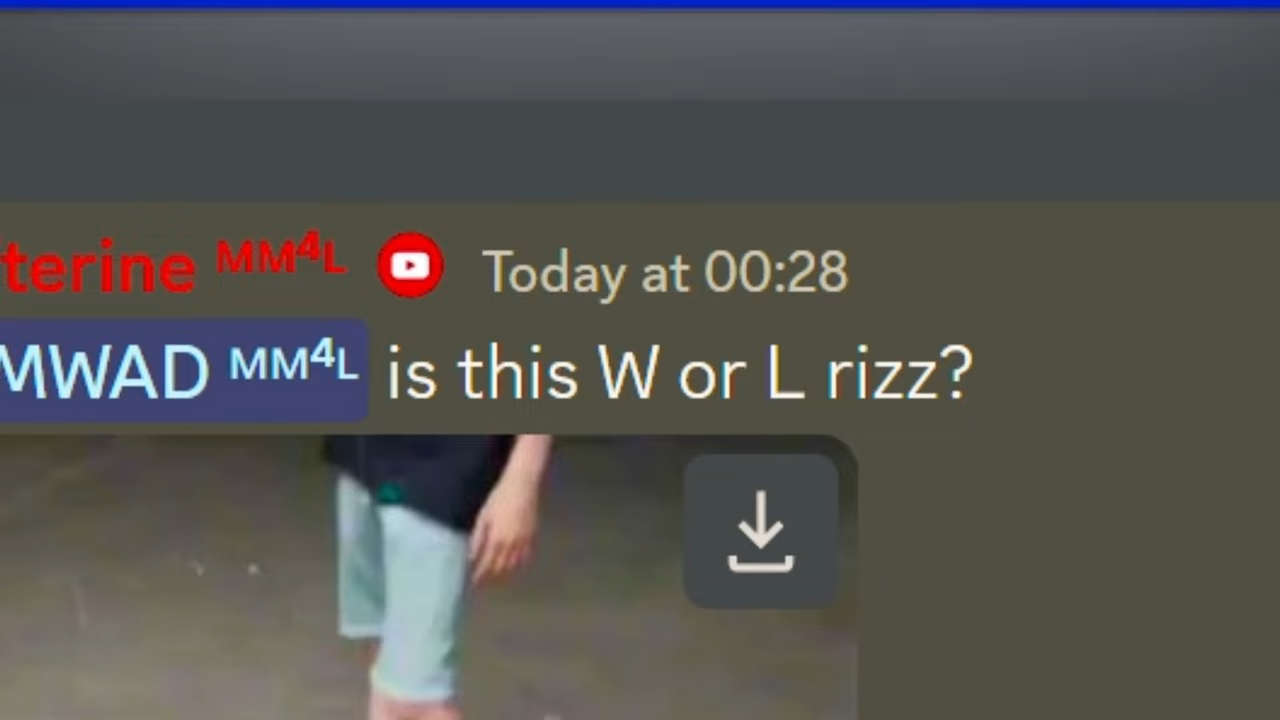 terine ᴹᴹ⁴ᴸ Today at 00:28
MWAD ᴹᴹ⁴ᴸ is this W or L rizz?